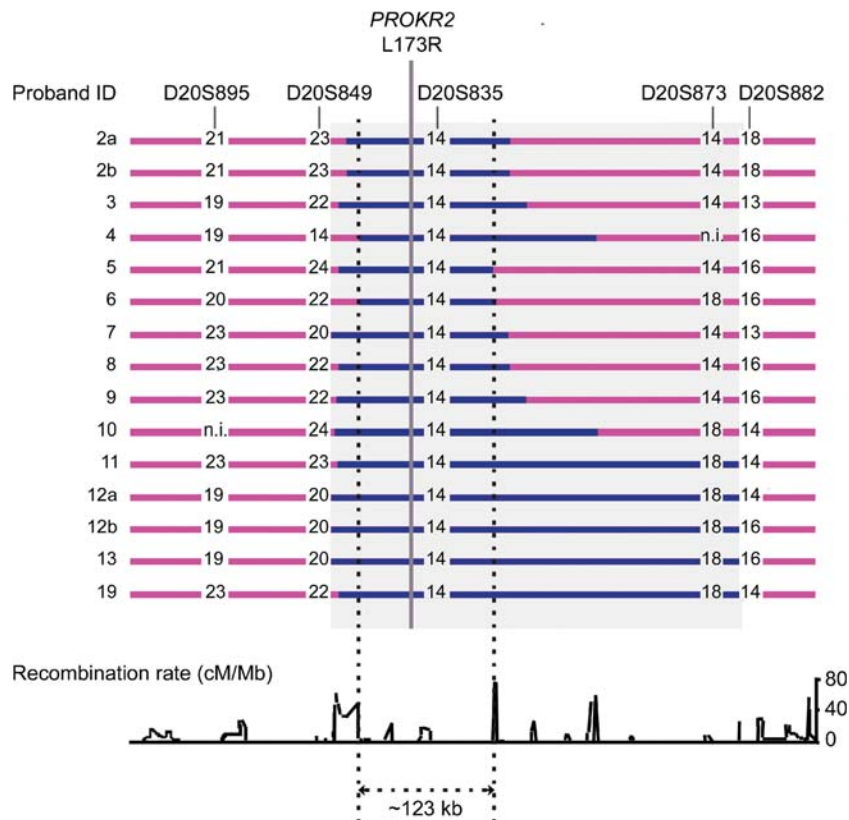 PROKR2
L173R
Proband ID D20S895 D20S849 D20S835 D20S873 D20S882
2a 21 23 14 14 18
2b 21 23 14 14 18
3 19 22 14 14 13
4 19 14 14 n.i. 16
5 21 24 14 14 16
6 20 22 14 18 16
7 23 20 14 14 13
8 23 22 14 14 16
9 23 22 14 14 16
10 n.i. 24 14 18 14
11 23 23 14 18 14
12a 19 20 14 18 14
12b 19 20 14 18 16
13 19 20 14 18 16
19 23 22 14 18 14
Recombination rate (cM/Mb)
80
40
0
~123 kb